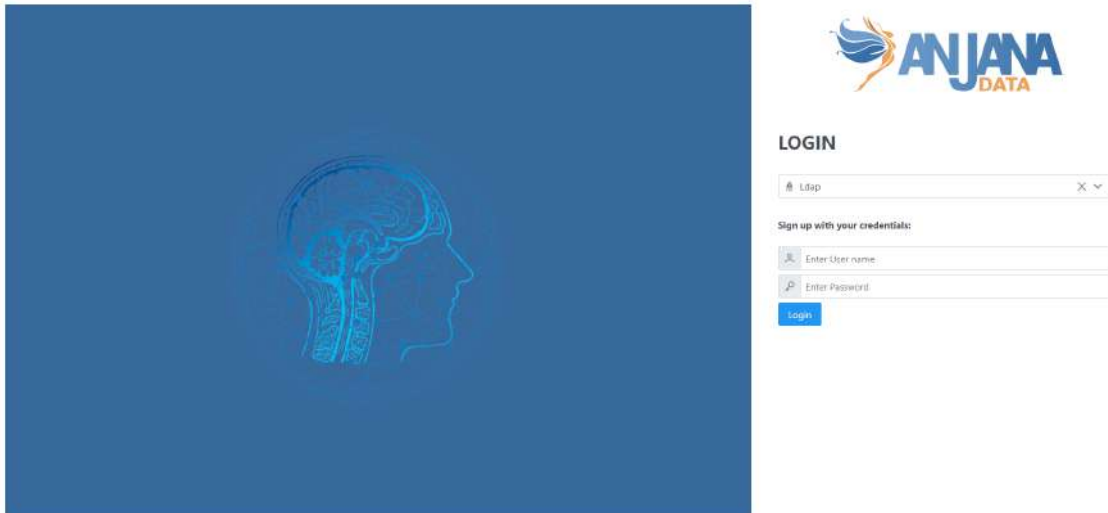 ANJANA
DATA
LOGIN
Ldap
Sign up with your credentials:
Enter User name
Enter Password
Login